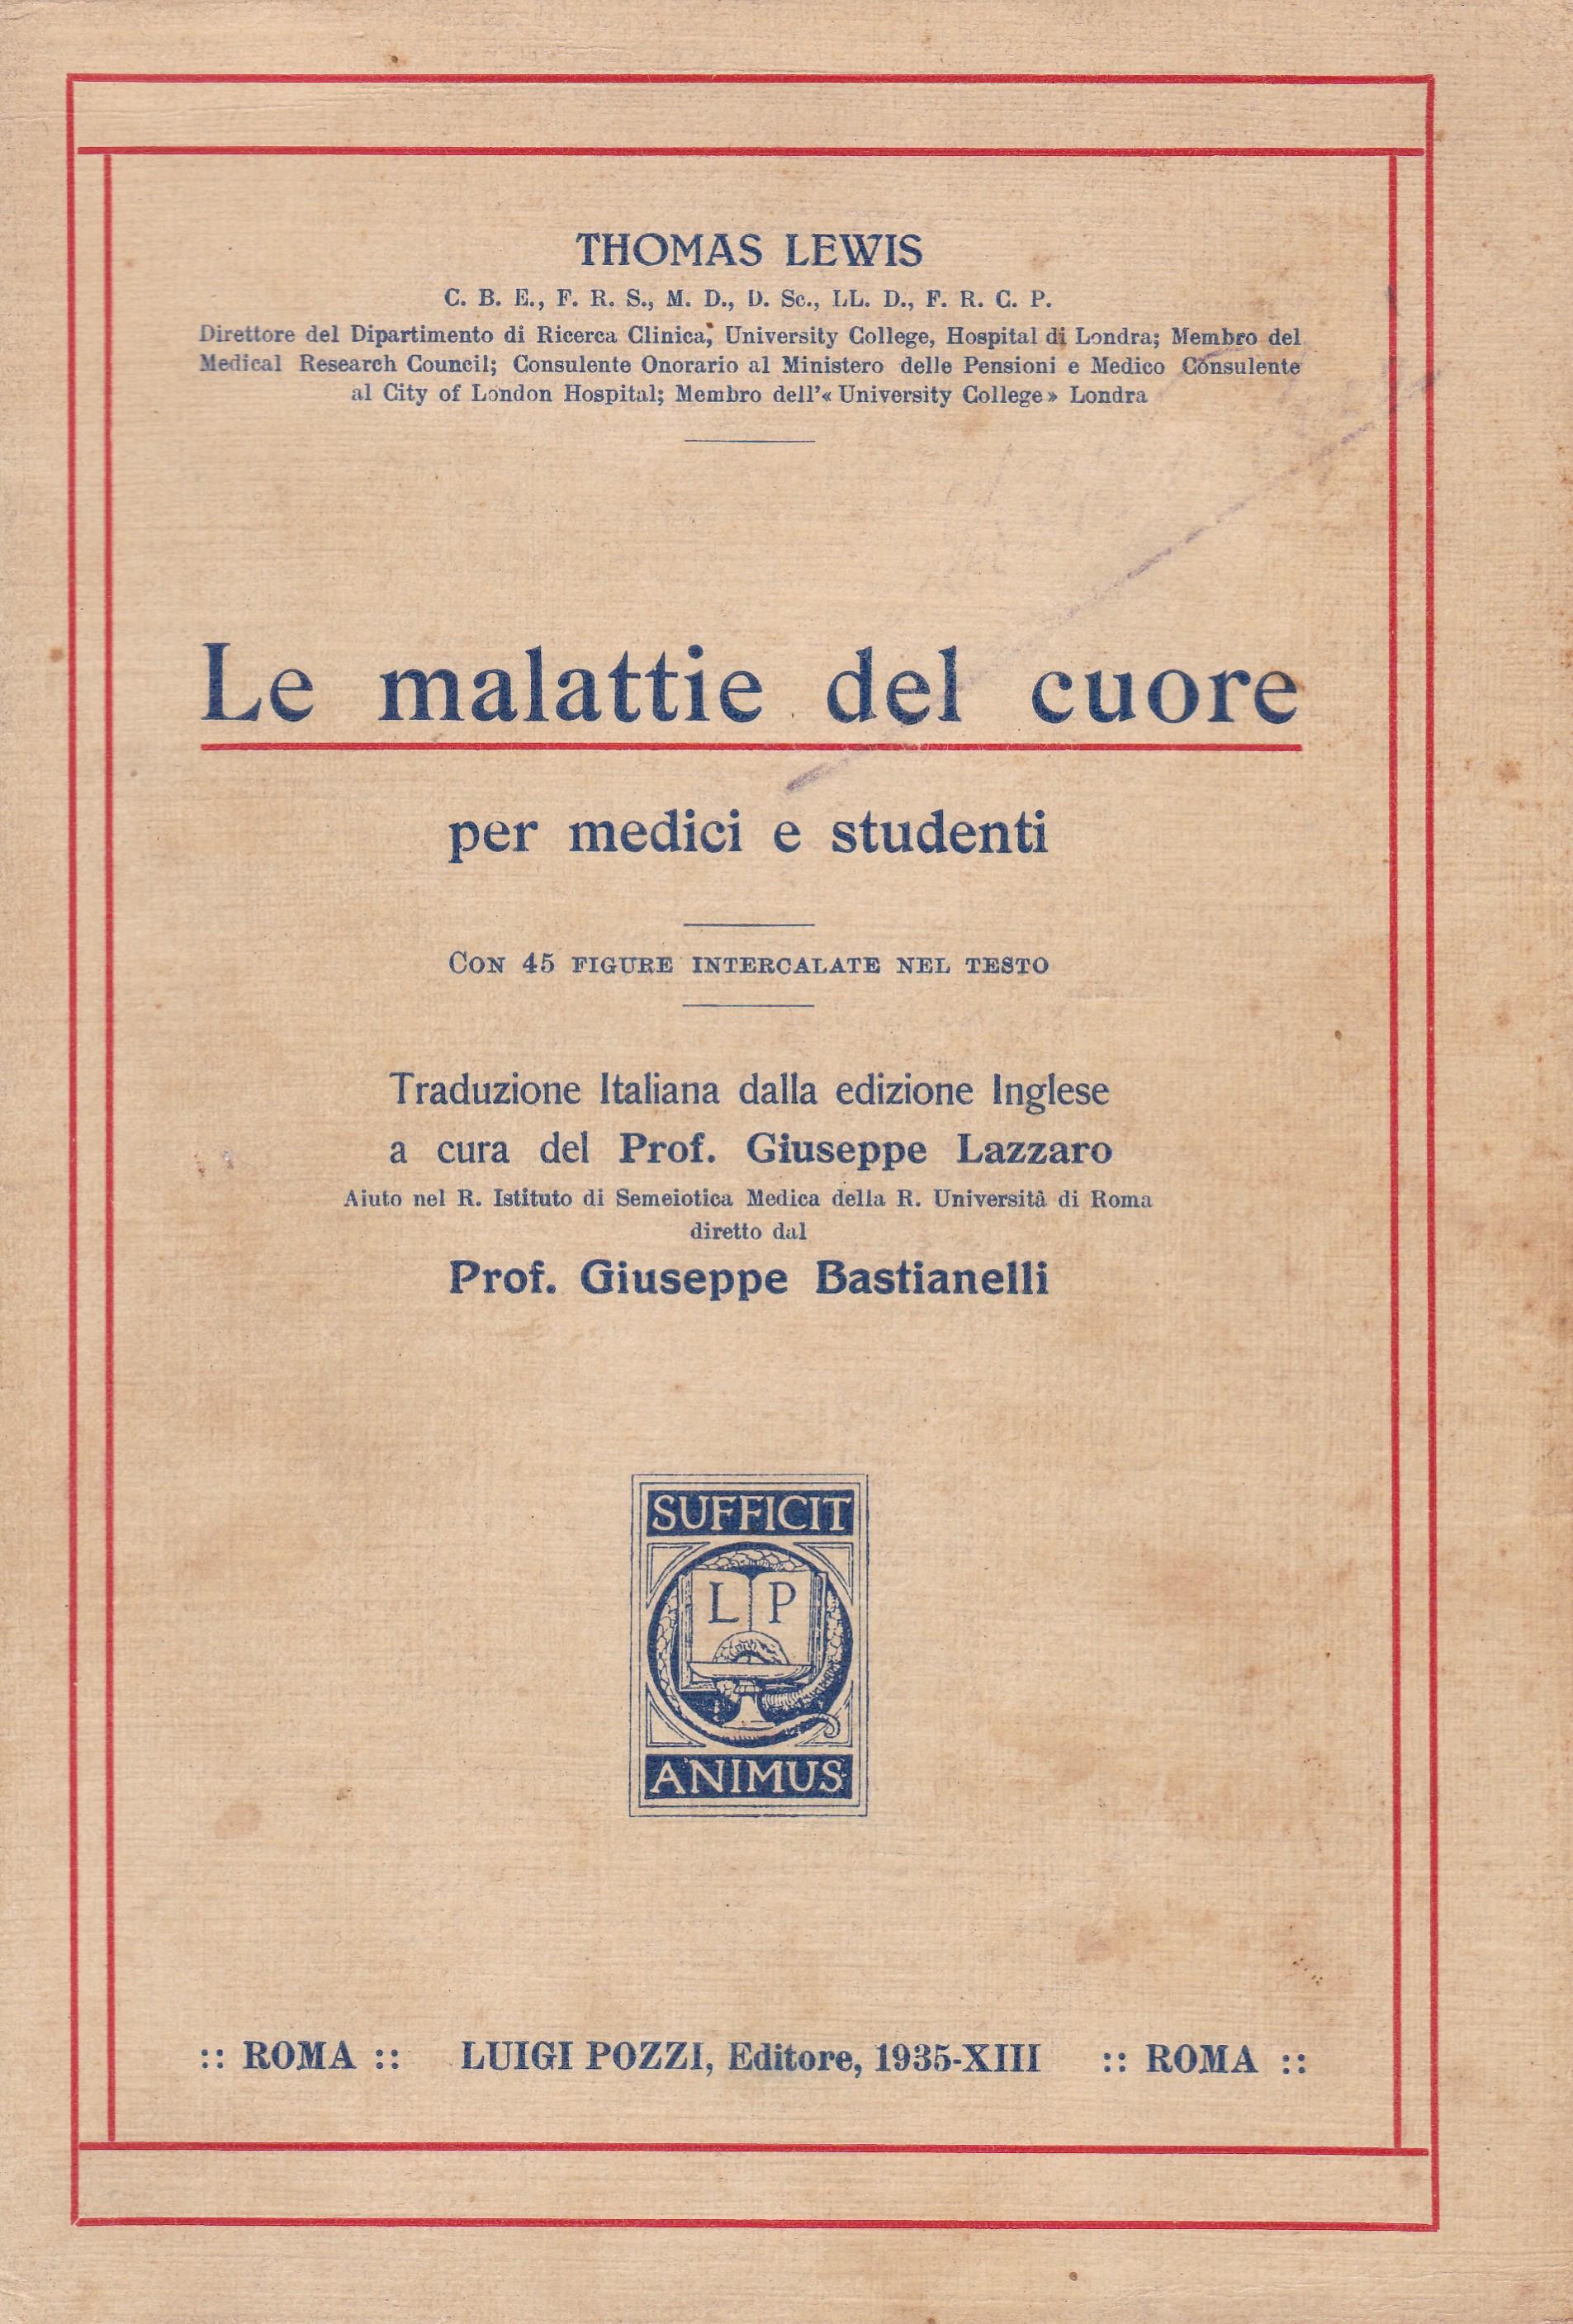 THOMAS LEWIS
C. B. E., F. R. S., M. D., D. Sc., LL. D., F. R. C. P.
Direttore del Dipartimento di Ricerca Clinica, University College, Hospital di Londra; Membro del
Medical Research Council; Consulente Onorario al Ministero delle Pensioni e Medico Consulente
al City of London Hospital; Membro dell'« University College » Londra
Le malattie del cuore
per medici e studenti
CON 45 FIGURE INTERCALATE NEL TESTO
Traduzione Italiana dalla edizione Inglese
a cura del Prof. Giuseppe Lazzaro
Aiuto nel R. Istituto di Semeiotica Medica della R. Università di Roma
diretto dal
Prof. Giuseppe Bastianelli
SUFFICIT
L P
ANIMUS
:: ROMA :: LUIGI POZZI, Editore, 1935-XIII :: ROMA ::